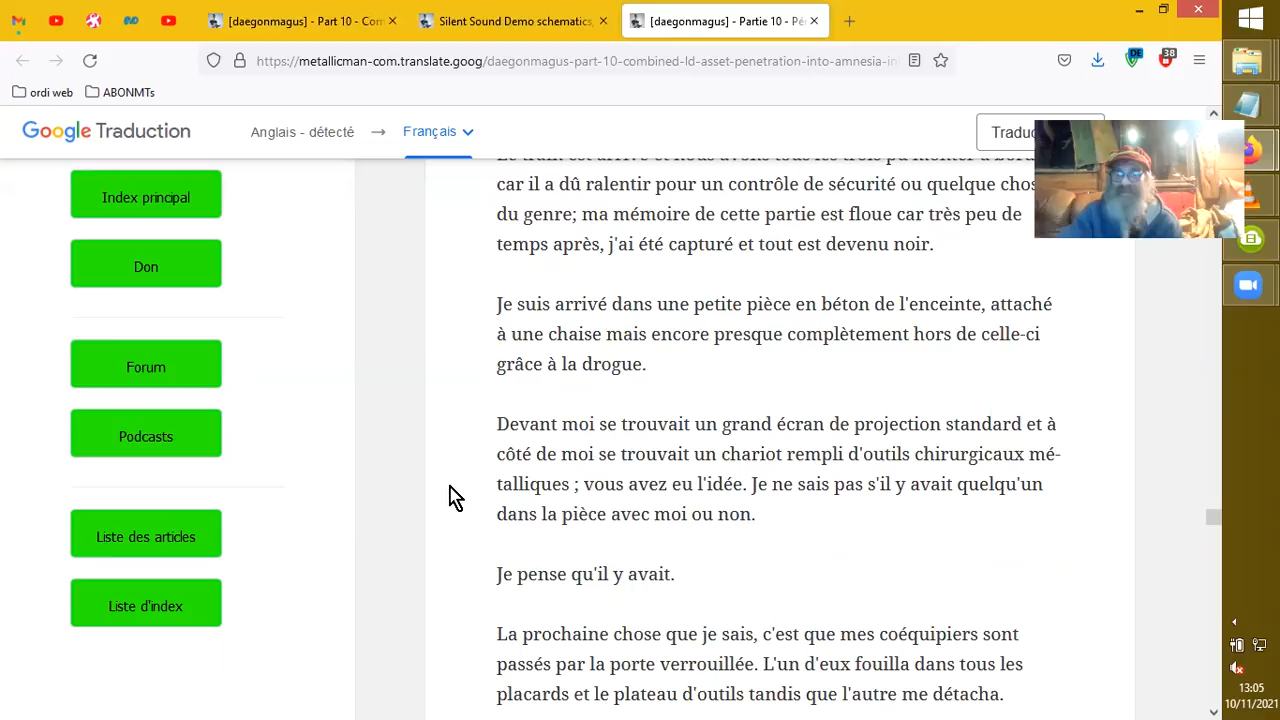 [daegonmagus] - Part 10 - Con
Silent Sound Demo schematics,
[daegonmagus] - Partie 10 - Pé
https://metallicman-com.translate.goog/daegonmagus-part-10-combined-ld-asset-penetration-into-amnesia-in
DE
38
ordi web
ABONMTs
Google Traduction
Anglais - détecté
Français
Traduc
car il a dû ralentir pour un contrôle de sécurité ou quelque chos
du genre; ma mémoire de cette partie est floue car très peu de
temps après, j'ai été capturé et tout est devenu noir.
Je suis arrivé dans une petite pièce en béton de l'enceinte, attaché
à une chaise mais encore presque complètement hors de celle-ci
grâce à la drogue.
Devant moi se trouvait un grand écran de projection standard et à
côté de moi se trouvait un chariot rempli d'outils chirurgicaux mé-
talliques ; vous avez eu l'idée. Je ne sais pas s'il y avait quelqu'un
dans la pièce avec moi ou non.
Je pense qu'il y avait.
La prochaine chose que je sais, c'est que mes coéquipiers sont
passés par la porte verrouillée. L'un d'eux fouilla dans tous les
placards et le plateau d'outils tandis que l'autre me détacha.
Index principal
Don
Forum
Podcasts
Liste des articles
Liste d'index
13:05
10/11/2021